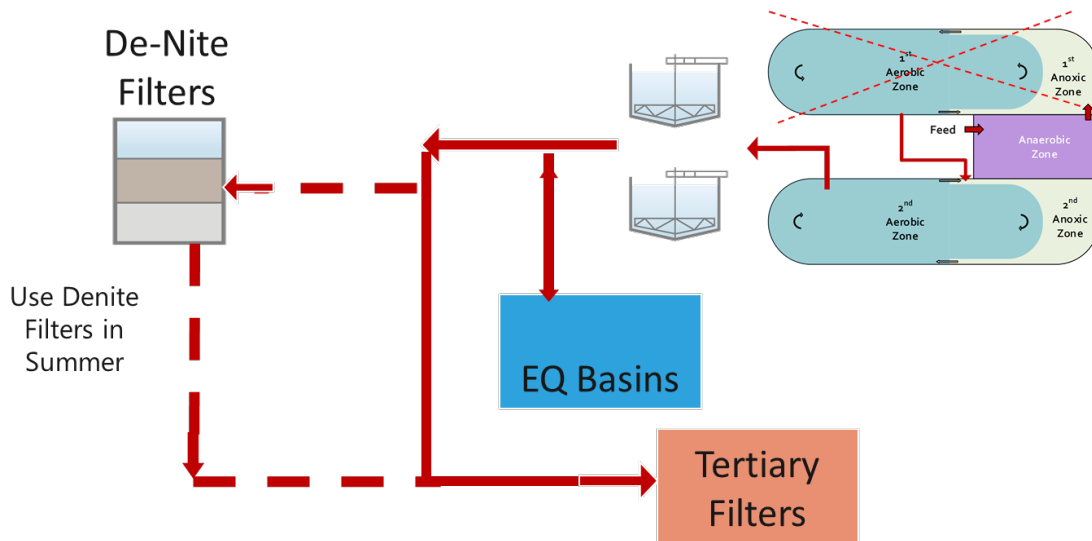 De-Nite
Filters
1st
Aerobic
Zone
1st
Anoxic
Zone
Feed
Anaerobic
Zone
2nd
Aerobic
Zone
2nd
Anoxic
Zone
Use Denite
Filters in
Summer
EQ Basins
Tertiary
Filters